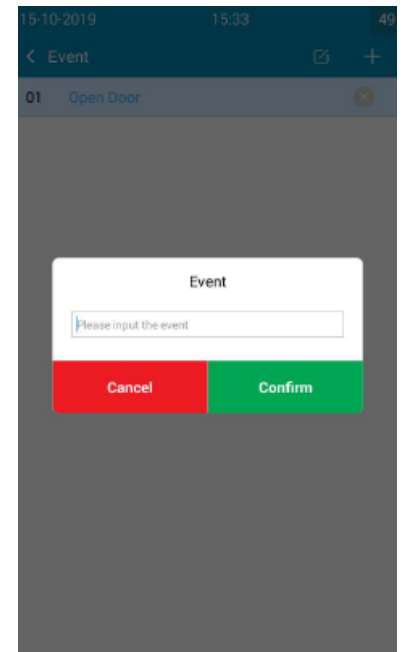 15-10-2019 15:33 49
Event
01 Open Door
Event
Please input the event
Cancel Confirm